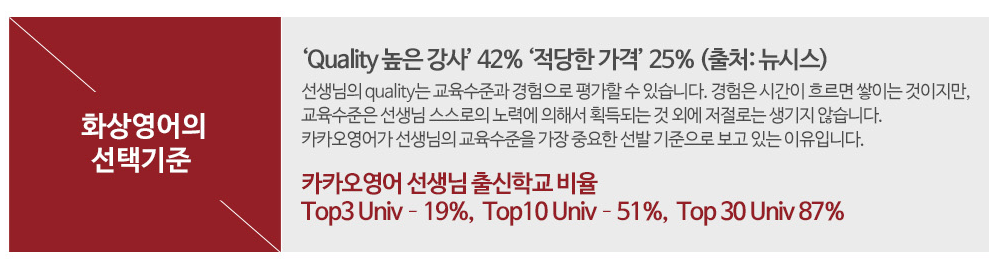 화상영어의
선택기준
‘Quality 높은 강사’ 42% ‘적당한 가격’ 25% (출처: 뉴시스)
선생님의 quality는 교육수준과 경험으로 평가할 수 있습니다. 경험은 시간이 흐르면 쌓이는 것이지만,
교육수준은 선생님 스스로의 노력에 의해서 획득되는 것 외에 저절로는 생기지 않습니다.
카카오영어가 선생님의 교육수준을 가장 중요한 선발 기준으로 보고 있는 이유입니다.
카카오영어 선생님 출신학교 비율
Top3 Univ - 19%, Top10 Univ - 51%, Top 30 Univ 87%